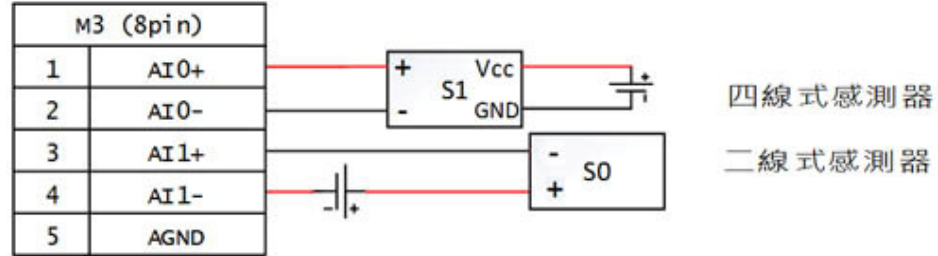 M3 (8pin)
1 AI0+
2 AI0-
3 AI1+
4 AI1-
5 AGND
+ Vcc +
S1
- GND -
四線式感測器
- S0
+
- +
二線式感測器